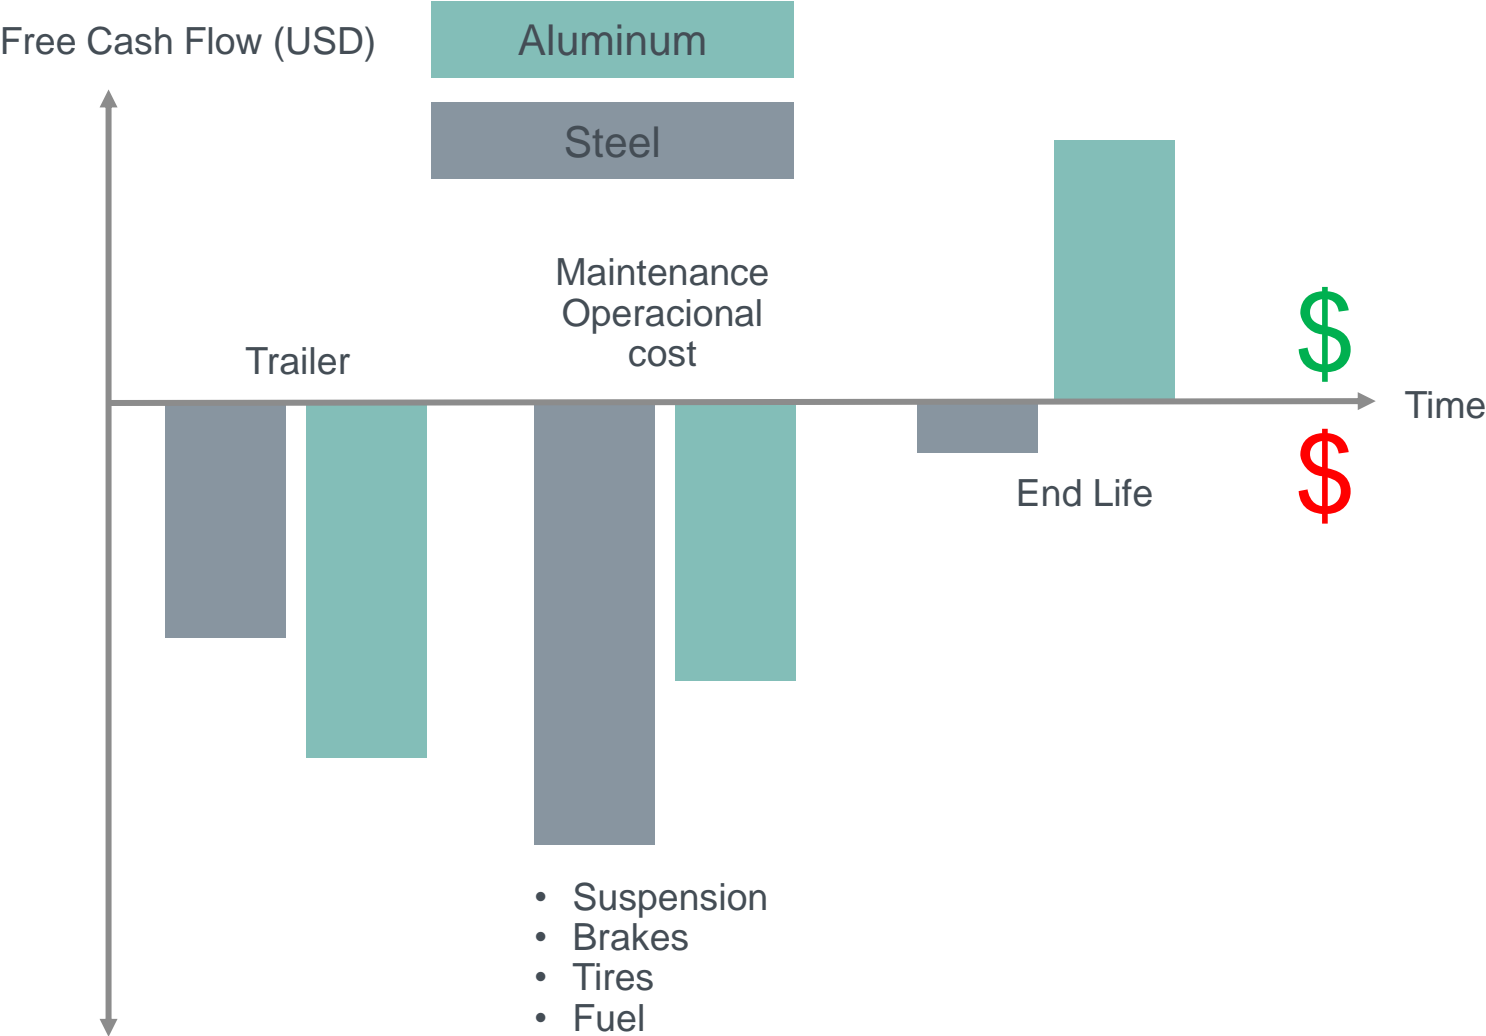 Free Cash Flow (USD)
Aluminum
Steel
Maintenance
Operacional
cost
Trailer
$
Time
$
End Life
• Suspension
• Brakes
• Tires
• Fuel